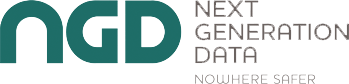 NGD
NEXT
GENERATION
DATA
NOWHERE SAFER